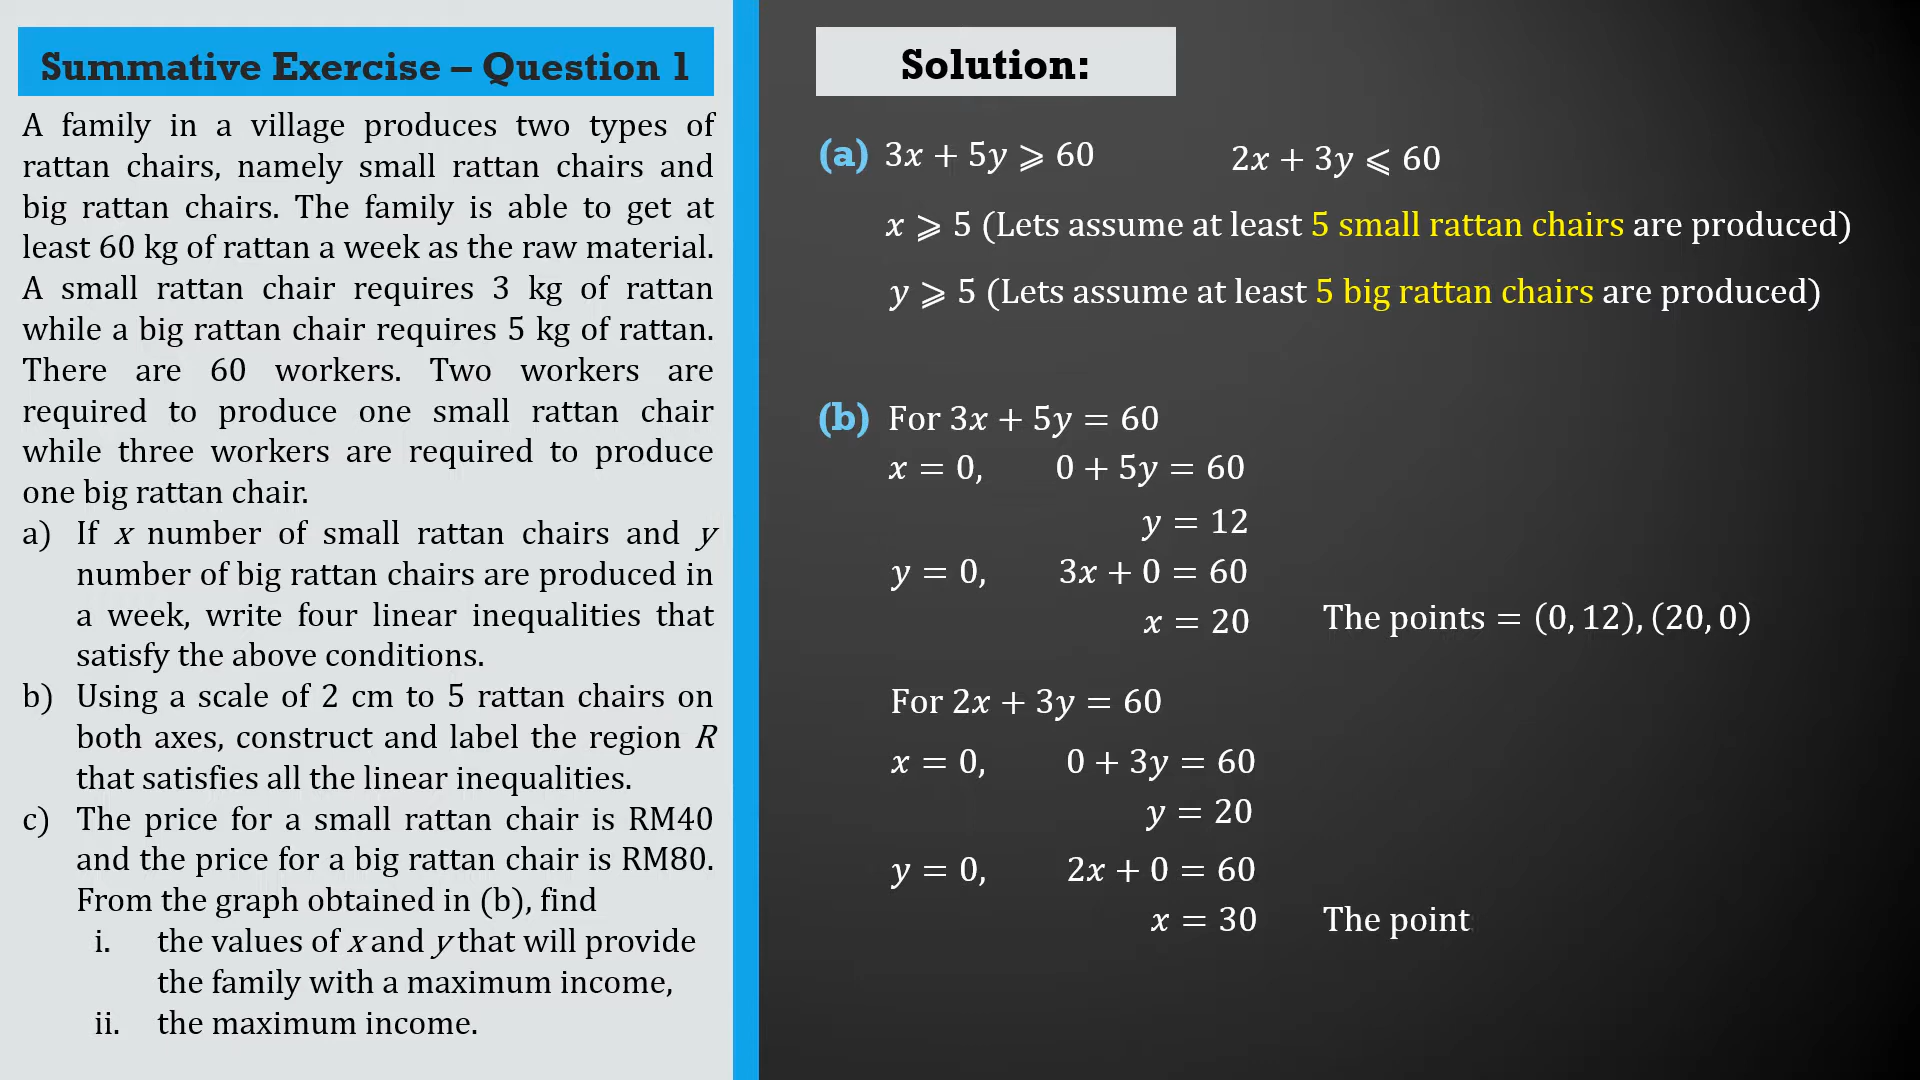 Summative Exercise – Question 1
A family in a village produces two types of
rattan chairs, namely small rattan chairs and
big rattan chairs. The family is able to get at
least 60 kg of rattan a week as the raw material.
A small rattan chair requires 3 kg of rattan
while a big rattan chair requires 5 kg of rattan.
There are 60 workers. Two workers are
required to produce one small rattan chair
while three workers are required to produce
one big rattan chair.
a) If x number of small rattan chairs and y
number of big rattan chairs are produced in
a week, write four linear inequalities that
satisfy the above conditions.
b) Using a scale of 2 cm to 5 rattan chairs on
both axes, construct and label the region R
that satisfies all the linear inequalities.
c) The price for a small rattan chair is RM40
and the price for a big rattan chair is RM80.
From the graph obtained in (b), find
i. the values of x and y that will provide
the family with a maximum income,
ii. the maximum income.
Solution:
(a) 3x + 5y ⩾ 60 2x + 3y ⩽ 60
x ⩾ 5 (Lets assume at least 5 small rattan chairs are produced)
y ⩾ 5 (Lets assume at least 5 big rattan chairs are produced)
(b) For 3x + 5y = 60
x = 0, 0 + 5y = 60
y = 12
y = 0, 3x + 0 = 60
x = 20 The points = (0, 12), (20, 0)
For 2x + 3y = 60
x = 0, 0 + 3y = 60
y = 20
y = 0, 2x + 0 = 60
x = 30 The point